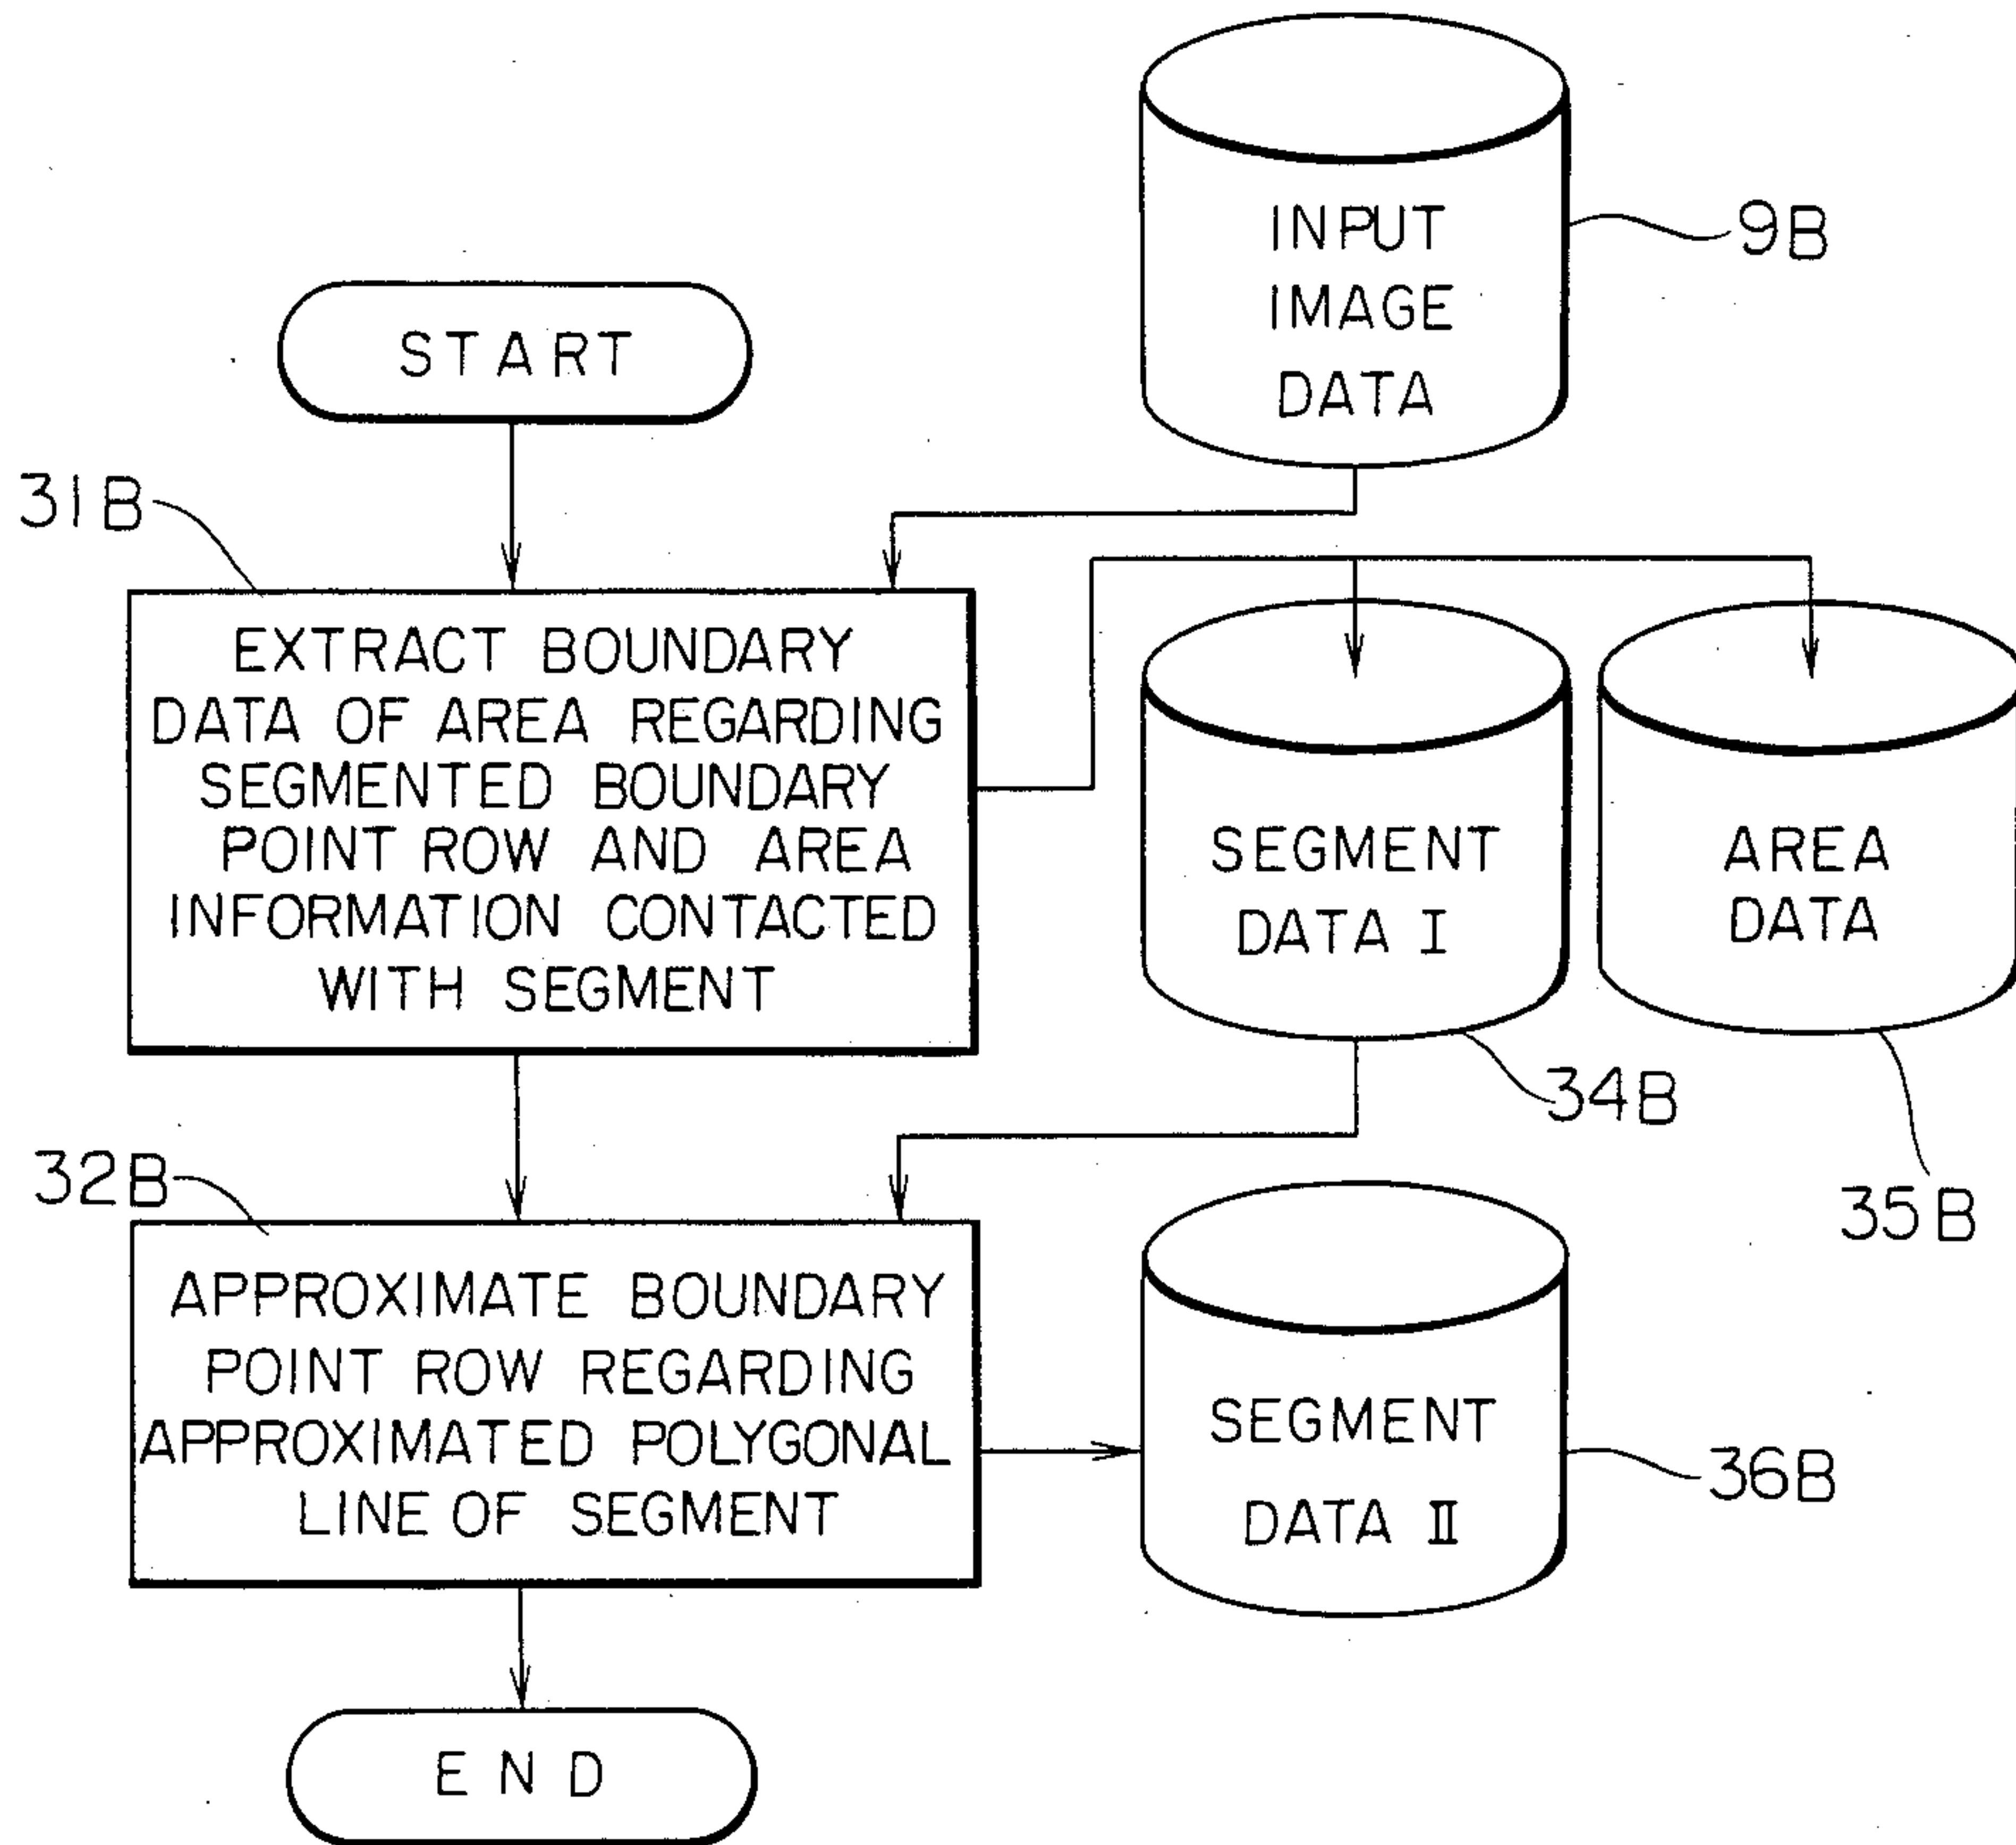 INPUT
IMAGE
DATA
9B
START
31B
EXTRACT BOUNDARY
DATA OF AREA REGARDING
SEGMENTED BOUNDARY
POINT ROW AND AREA
INFORMATION CONTACTED
WITH SEGMENT
SEGMENT
DATA I
34B
AREA
DATA
35B
32B
APPROXIMATE BOUNDARY
POINT ROW REGARDING
APPROXIMATED POLYGONAL
LINE OF SEGMENT
SEGMENT
DATA II
36B
END